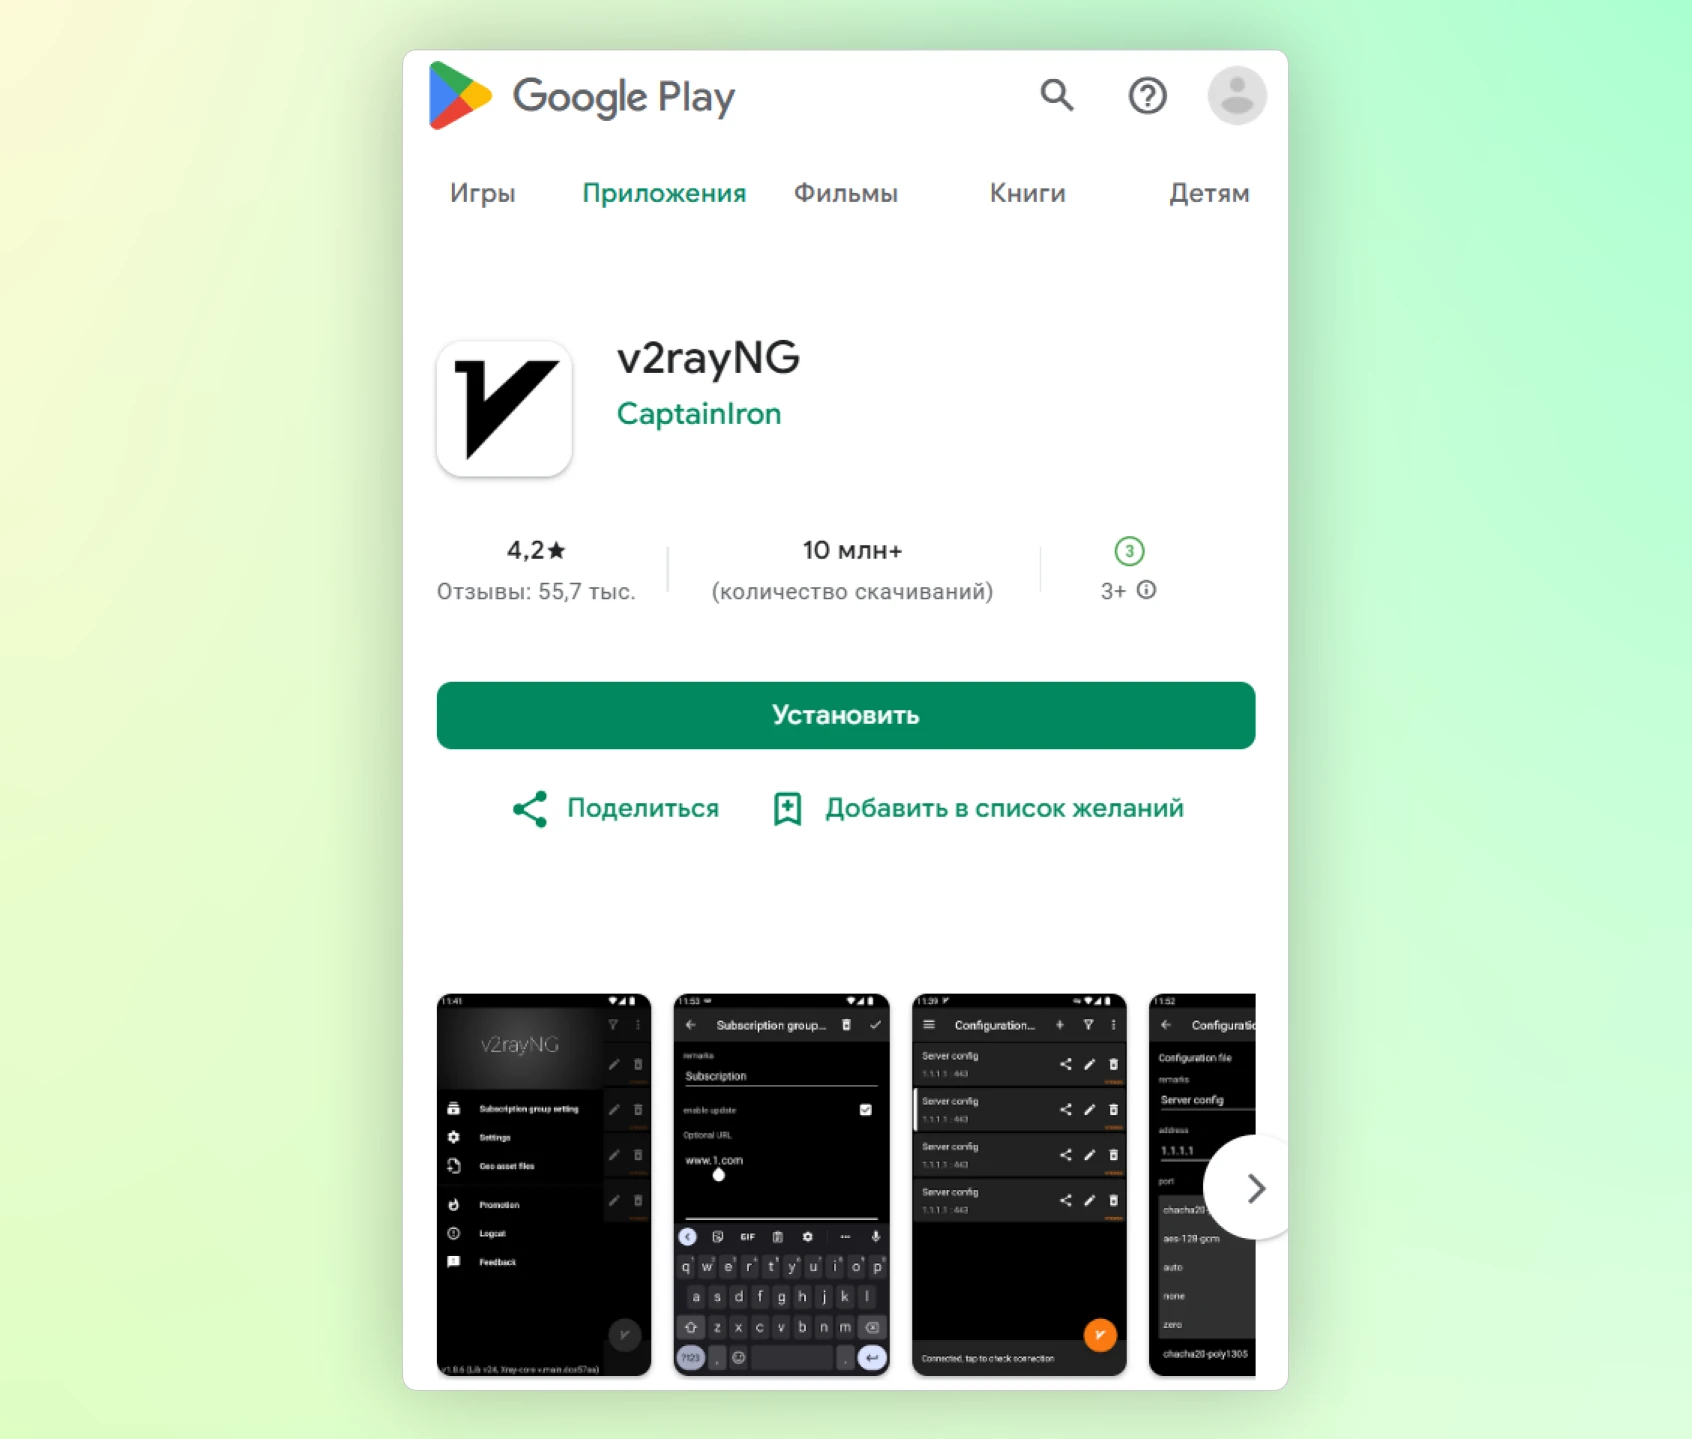 Google Play
Игры Приложения Фильмы Книги Детям
v2rayNG
CaptainIron
4,2★ 10 млн+ 3
Отзывы: 55,7 тыс. (количество скачиваний) 3+
Установить
Поделиться Добавить в список желаний
11:41
v2rayNG
Subscription group setting
Settings
Geo asset files
Promotion
Logcat
Feedback
11:53
Subscription group...
remarks
Subscription
enable update
Optional URL
www.1.com
GIF
q w e r t y u i o p
a s d f g h j k l
z x c v b n m
?123 , .
11:39
Configuration...
Server config
1.1.1.1 : 443
Server config
1.1.1.1 : 443
Server config
1.1.1.1 : 443
Server config
1.1.1.1 : 443
Connected, tap to check connection
11:52
Configuratio
Configuration file
remarks
Server config
address
1.1.1.1
port
chacha20-
aes-128-gcm
auto
none
zero
chacha20-poly1305